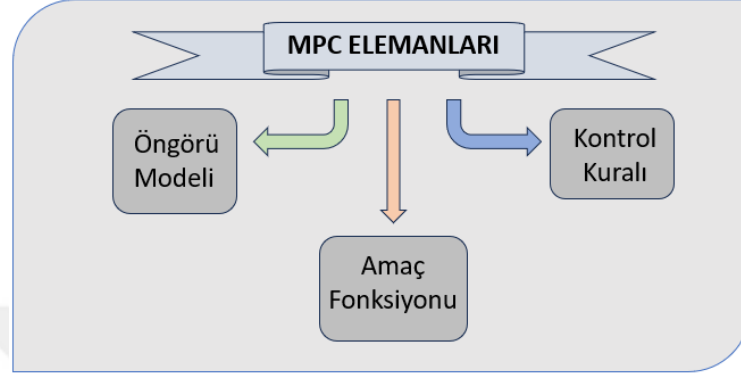 MPC ELEMANLARI
Öngörü
Modeli
Kontrol
Kuralı
Amaç
Fonksiyonu